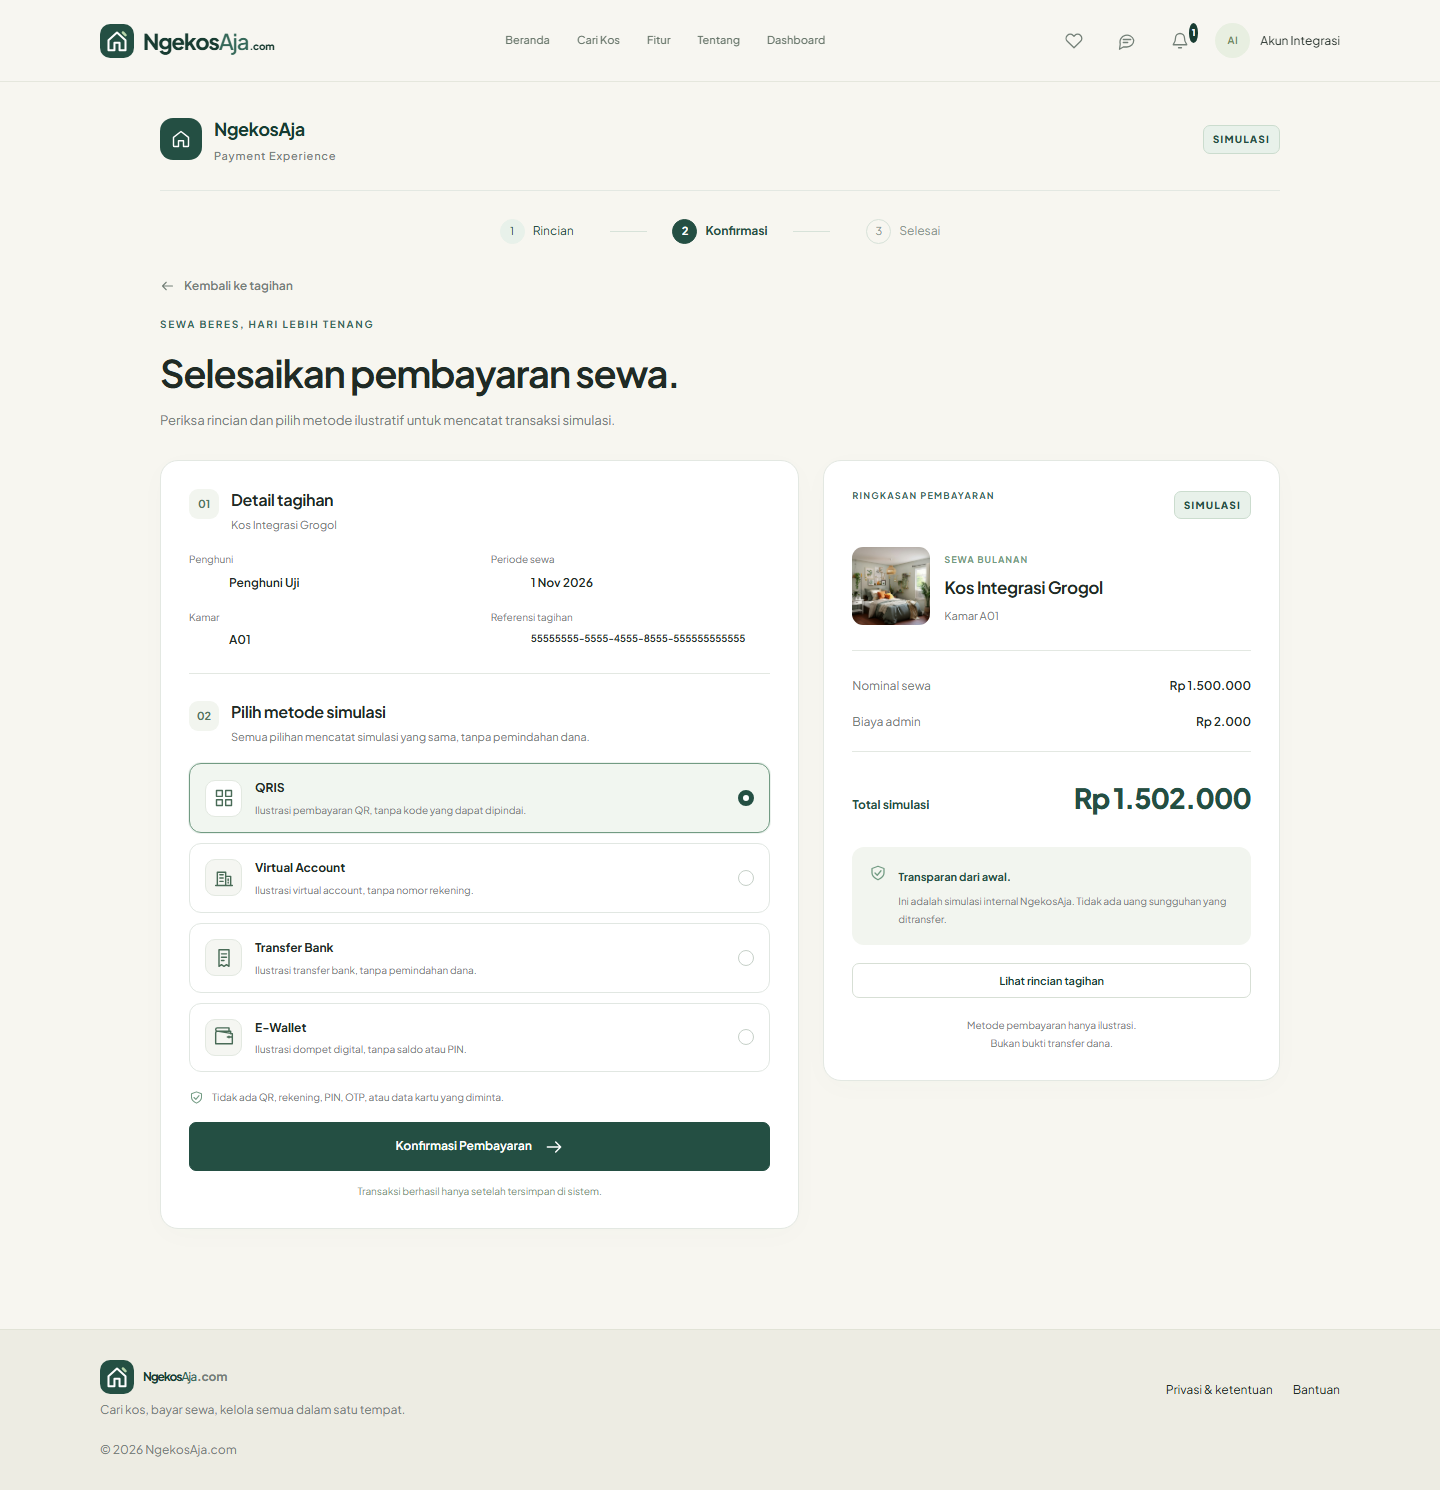 NgekosAja.com
Beranda
Cari Kos
Fitur
Tentang
Dashboard
1
AI
Akun Integrasi
NgekosAja
Payment Experience
SIMULASI
1
Rincian
2
Konfirmasi
3
Selesai
Kembali ke tagihan
SEWA BERES, HARI LEBIH TENANG
Selesaikan pembayaran sewa.
Periksa rincian dan pilih metode ilustratif untuk mencatat transaksi simulasi.
01
Detail tagihan
Kos Integrasi Grogol
Penghuni
Penghuni Uji
Periode sewa
1 Nov 2026
Kamar
A01
Referensi tagihan
55555555-5555-4555-8555-555555555555
02
Pilih metode simulasi
Semua pilihan mencatat simulasi yang sama, tanpa pemindahan dana.
QRIS
Ilustrasi pembayaran QR, tanpa kode yang dapat dipindai.
Virtual Account
Ilustrasi virtual account, tanpa nomor rekening.
Transfer Bank
Ilustrasi transfer bank, tanpa pemindahan dana.
E-Wallet
Ilustrasi dompet digital, tanpa saldo atau PIN.
Tidak ada QR, rekening, PIN, OTP, atau data kartu yang diminta.
Konfirmasi Pembayaran
Transaksi berhasil hanya setelah tersimpan di sistem.
RINGKASAN PEMBAYARAN
SIMULASI
SEWA BULANAN
Kos Integrasi Grogol
Kamar A01
Nominal sewa
Rp 1.500.000
Biaya admin
Rp 2.000
Total simulasi
Rp 1.502.000
Transparan dari awal.
Ini adalah simulasi internal NgekosAja. Tidak ada uang sungguhan yang
ditransfer.
Lihat rincian tagihan
Metode pembayaran hanya ilustrasi.
Bukan bukti transfer dana.
NgekosAja.com
Cari kos, bayar sewa, kelola semua dalam satu tempat.
© 2026 NgekosAja.com
Privasi & ketentuan
Bantuan